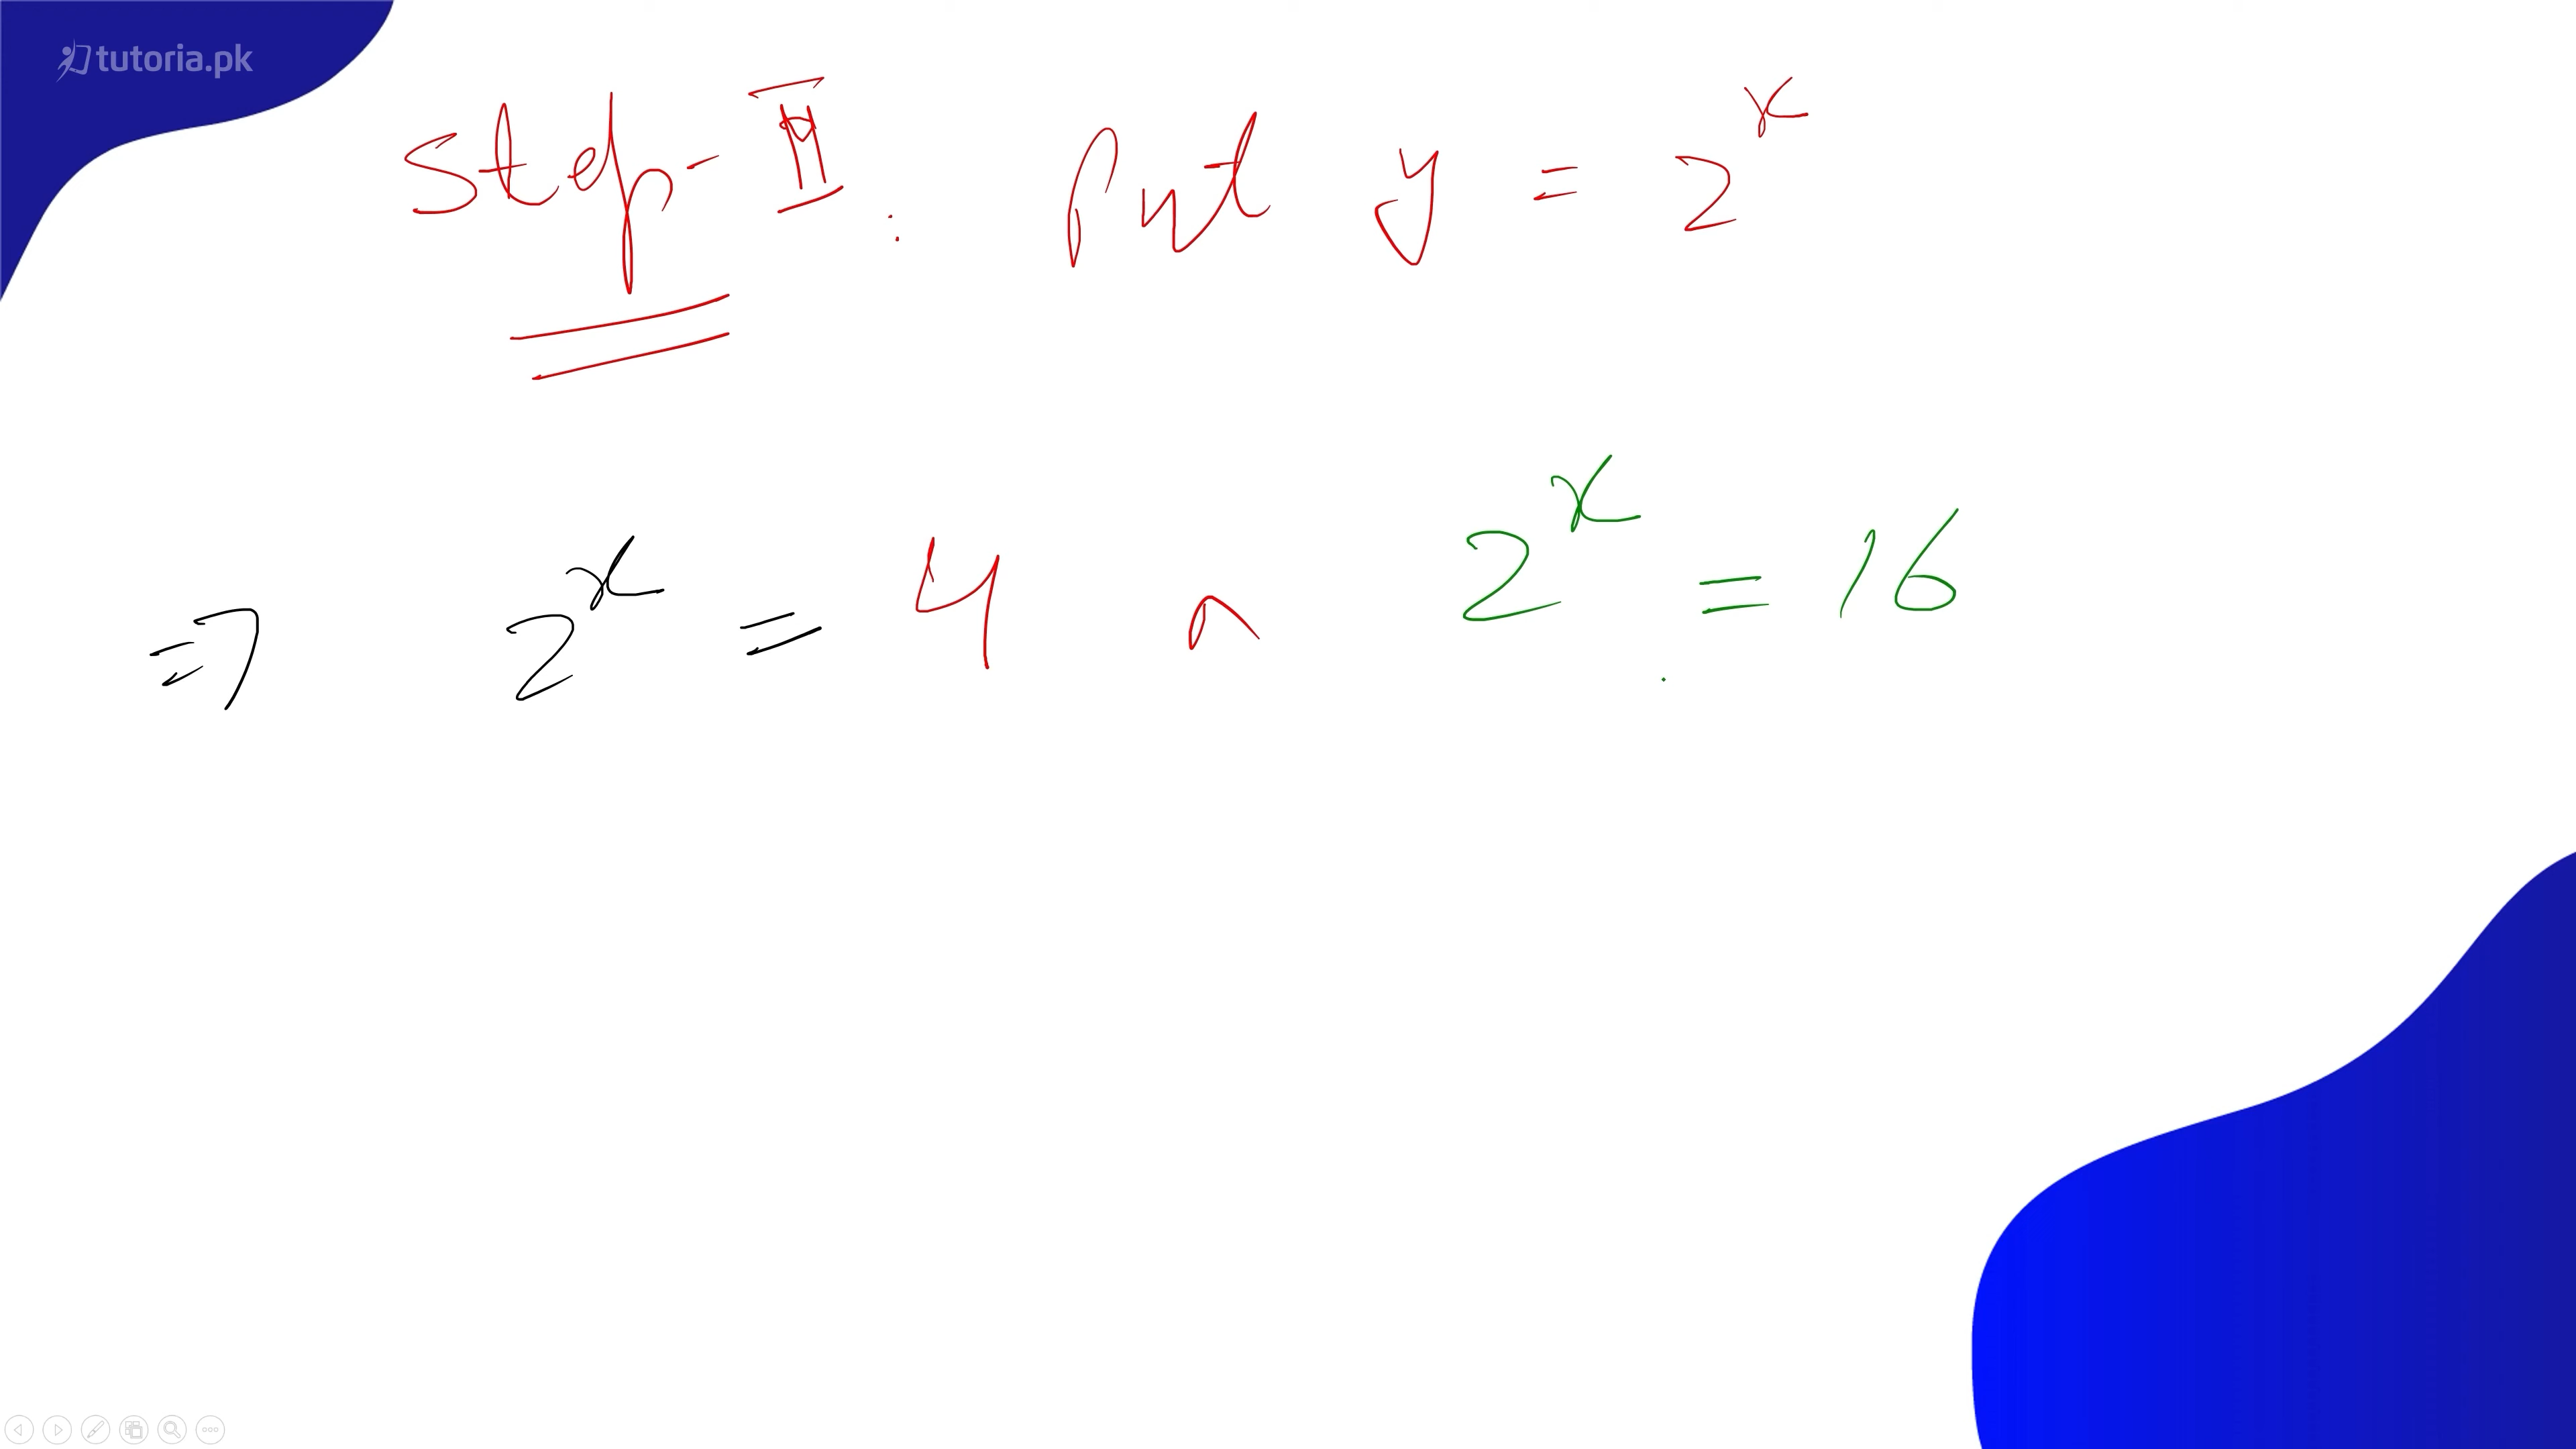 tutoria.pk
Step-II : Put y = 2^x
⇒ 2^x = 4 ∧ 2^x = 16